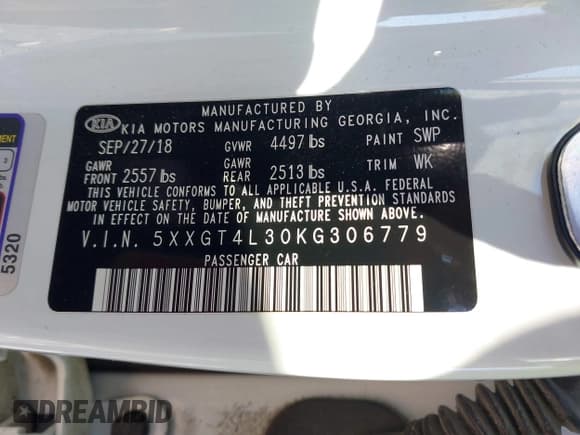 MANUFACTURED BY
KIA KIA MOTORS MANUFACTURING GEORGIA, INC.
SEP/27/18 GVWR 4497 lbs PAINT SWP
GAWR FRONT 2557 lbs GAWR REAR 2513 lbs TRIM WK
THIS VEHICLE CONFORMS TO ALL APPLICABLE U.S.A. FEDERAL
MOTOR VEHICLE SAFETY, BUMPER, AND THEFT PREVENTION STANDARDS
IN EFFECT ON THE DATE OF MANUFACTURE SHOWN ABOVE.
V.I.N. 5XXGT4L30KG306779
PASSENGER CAR
5320
DREAMBID